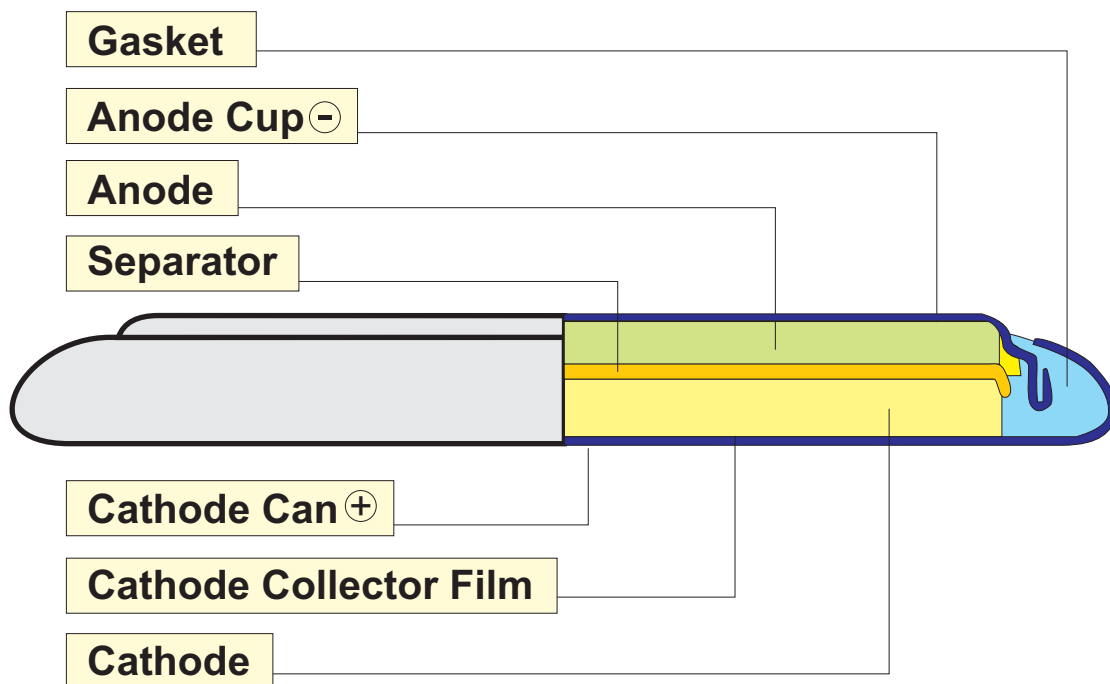 Gasket
Anode Cup ⊖
Anode
Separator
Cathode Can ⊕
Cathode Collector Film
Cathode